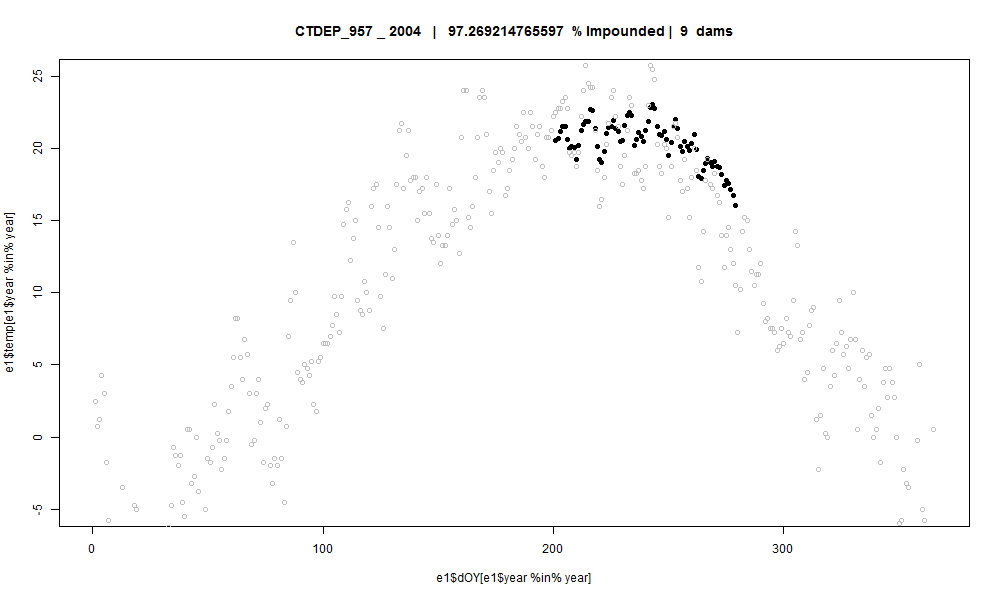 CTDEP_957 _ 2004 | 97.269214765597 % Impounded | 9 dams
e1$temp[e1$year %in% year]
25
20
15
10
5
0
-5
0 100 200 300
e1$dOY[e1$year %in% year]